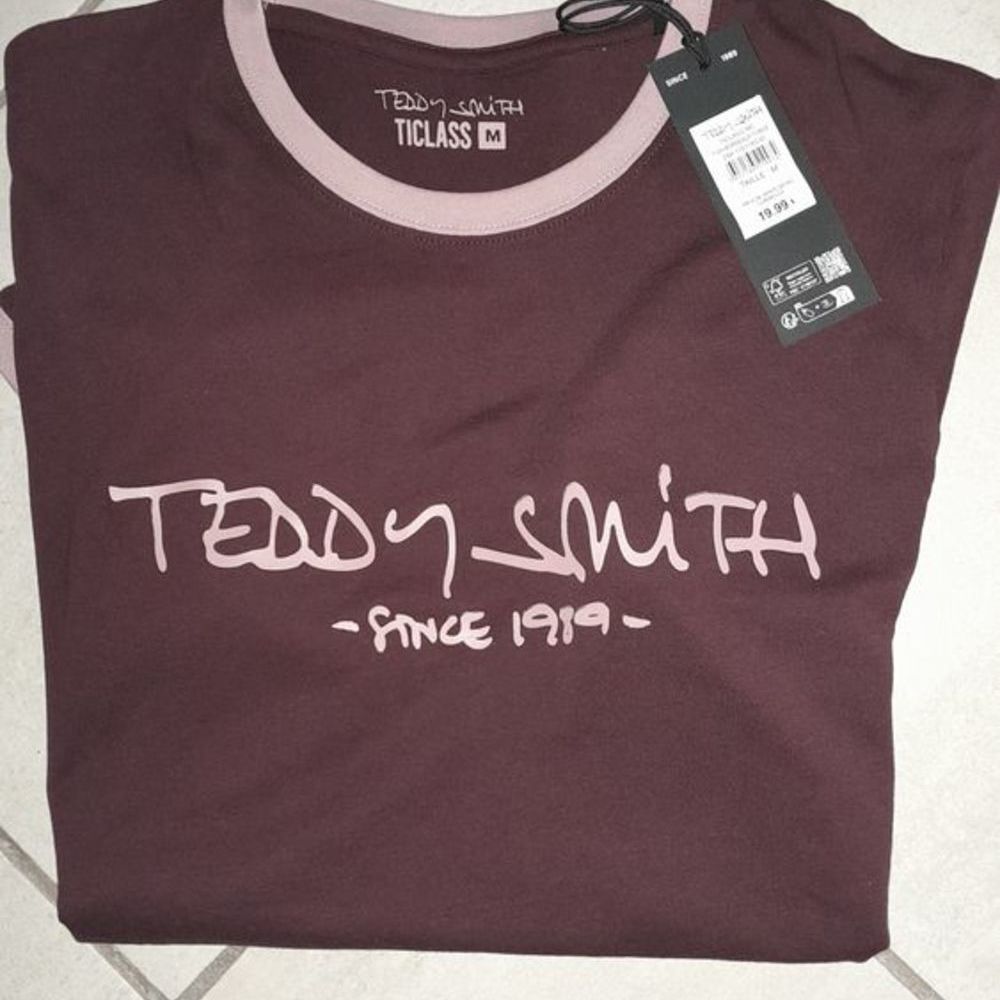 TEDDY SMITH
TICLASS M
SINCE 1989
TEDDY SMITH
TAILLE : M
19.99 €
TEDDY SMITH
- SINCE 1989 -